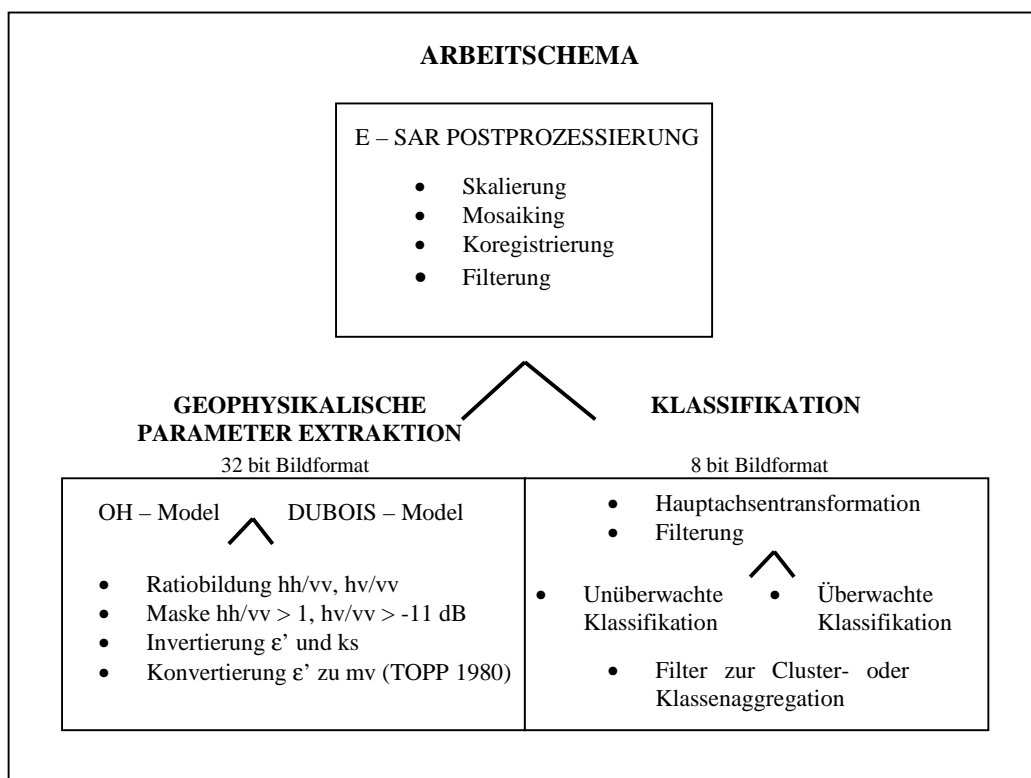 ARBEITSCHEMA
E – SAR POSTPROZESSIERUNG
• Skalierung
• Mosaiking
• Koregistrierung
• Filterung
GEOPHYSIKALISCHE
PARAMETER EXTRAKTION
32 bit Bildformat
OH – Model DUBOIS – Model
• Ratiobildung hh/vv, hv/vv
• Maske hh/vv > 1, hv/vv > -11 dB
• Invertierung ε’ und ks
• Konvertierung ε’ zu mv (TOPP 1980)
KLASSIFIKATION
8 bit Bildformat
• Hauptachsentransformation
• Filterung
• Unüberwachte
Klassifikation
• Überwachte
Klassifikation
• Filter zur Cluster- oder
Klassenaggregation